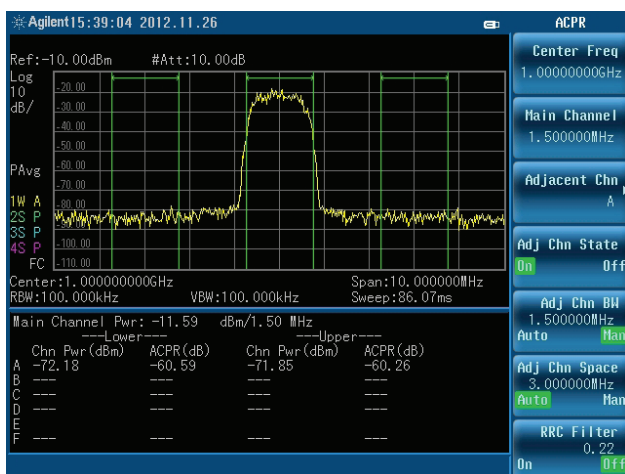 Agilent 15:39:04 2012.11.26
ACPR
Ref:-10.00dBm #Att:10.00dB
Log
10
dB/
-20.00
-30.00
-40.00
-50.00
-60.00
-70.00
-80.00
-100.00
-110.00
PAvg
1W A
2S P
3S P
4S P
FC
Center:1.000000000GHz Span:10.000000MHz
RBW:100.000kHz VBW:100.000kHz Sweep:86.07ms
Main Channel Pwr: -11.59 dBm/1.50 MHz
---Lower--- ---Upper---
Chn Pwr(dBm) ACPR(dB) Chn Pwr(dBm) ACPR(dB)
A -72.18 -60.59 -71.85 -60.26
B --- --- --- ---
C --- --- --- ---
D --- --- --- ---
E
F --- --- --- ---
Center Freq
1.00000000GHz
Main Channel
1.500000MHz
Adjacent Chn
A
Adj Chn State
On Off
Adj Chn BW
1.500000MHz
Auto Man
Adj Chn Space
3.000000MHz
Auto Man
RRC Filter
0.22
On Off